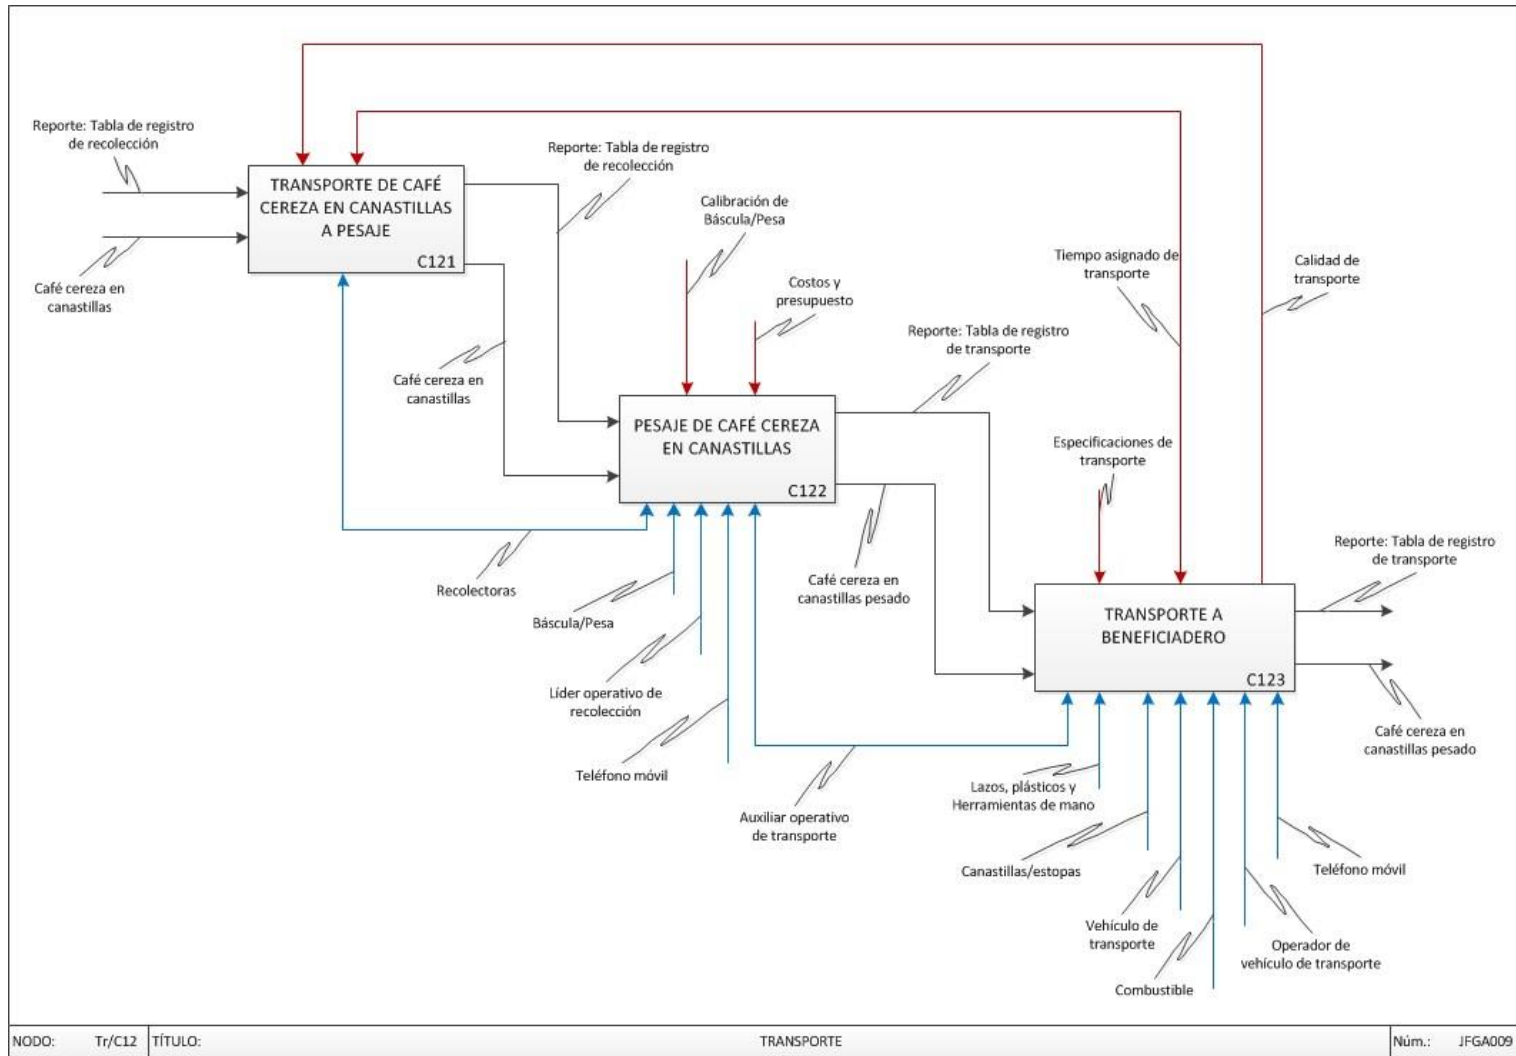 Reporte: Tabla de registro
de recolección
TRANSPORTE DE CAFÉ
CEREZA EN CANASTILLAS
A PESAJE
C121
Café cereza en
canastillas
Reporte: Tabla de registro
de recolección
Calibración de
Báscula/Pesa
Costos y
presupuesto
Tiempo asignado de
transporte
Calidad de
transporte
Café cereza en
canastillas
Reporte: Tabla de registro
de transporte
PESAJE DE CAFÉ CEREZA
EN CANASTILLAS
C122
Especificaciones de
transporte
Recolectoras
Báscula/Pesa
Café cereza en
canastillas pesado
Reporte: Tabla de registro
de transporte
TRANSPORTE A
BENEFICIADERO
C123
Líder operativo de
recolección
Teléfono móvil
Auxiliar operativo
de transporte
Lazos, plásticos y
Herramientas de mano
Café cereza en
canastillas pesado
Canastillas/estopas
Teléfono móvil
Vehículo de
transporte
Operador de
vehículo de transporte
Combustible
NODO: Tr/C12 TÍTULO: TRANSPORTE Núm.: JFGA009